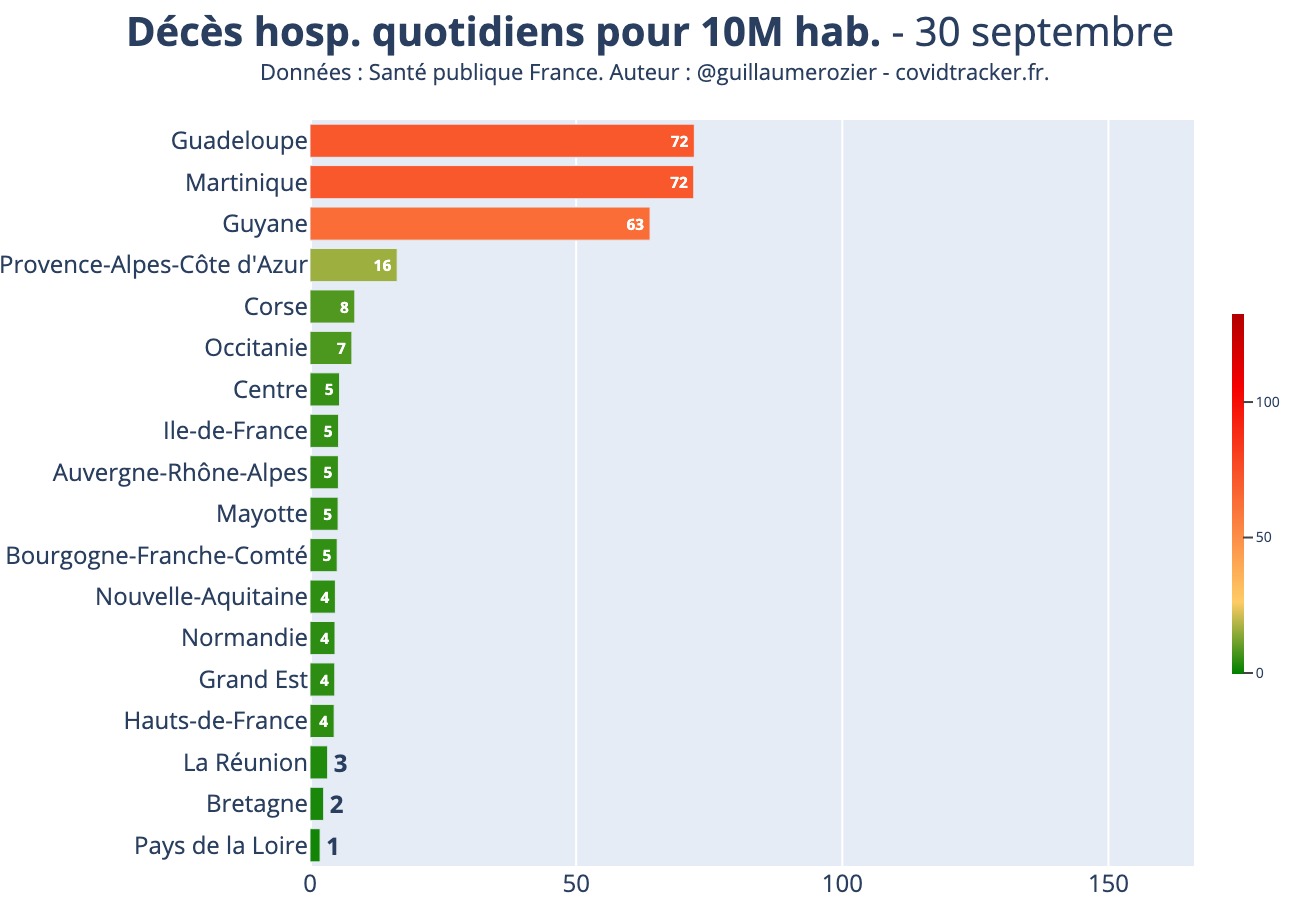 Décès hosp. quotidiens pour 10M hab. - 30 septembre
Données : Santé publique France. Auteur : @guillaumerozier - covidtracker.fr.
Guadeloupe 72
Martinique 72
Guyane 63
Provence-Alpes-Côte d'Azur 16
Corse 8
Occitanie 7
Centre 5
Ile-de-France 5
Auvergne-Rhône-Alpes 5
Mayotte 5
Bourgogne-Franche-Comté 5
Nouvelle-Aquitaine 4
Normandie 4
Grand Est 4
Hauts-de-France 4
La Réunion 3
Bretagne 2
Pays de la Loire 1
0 50 100 150
100
50
0